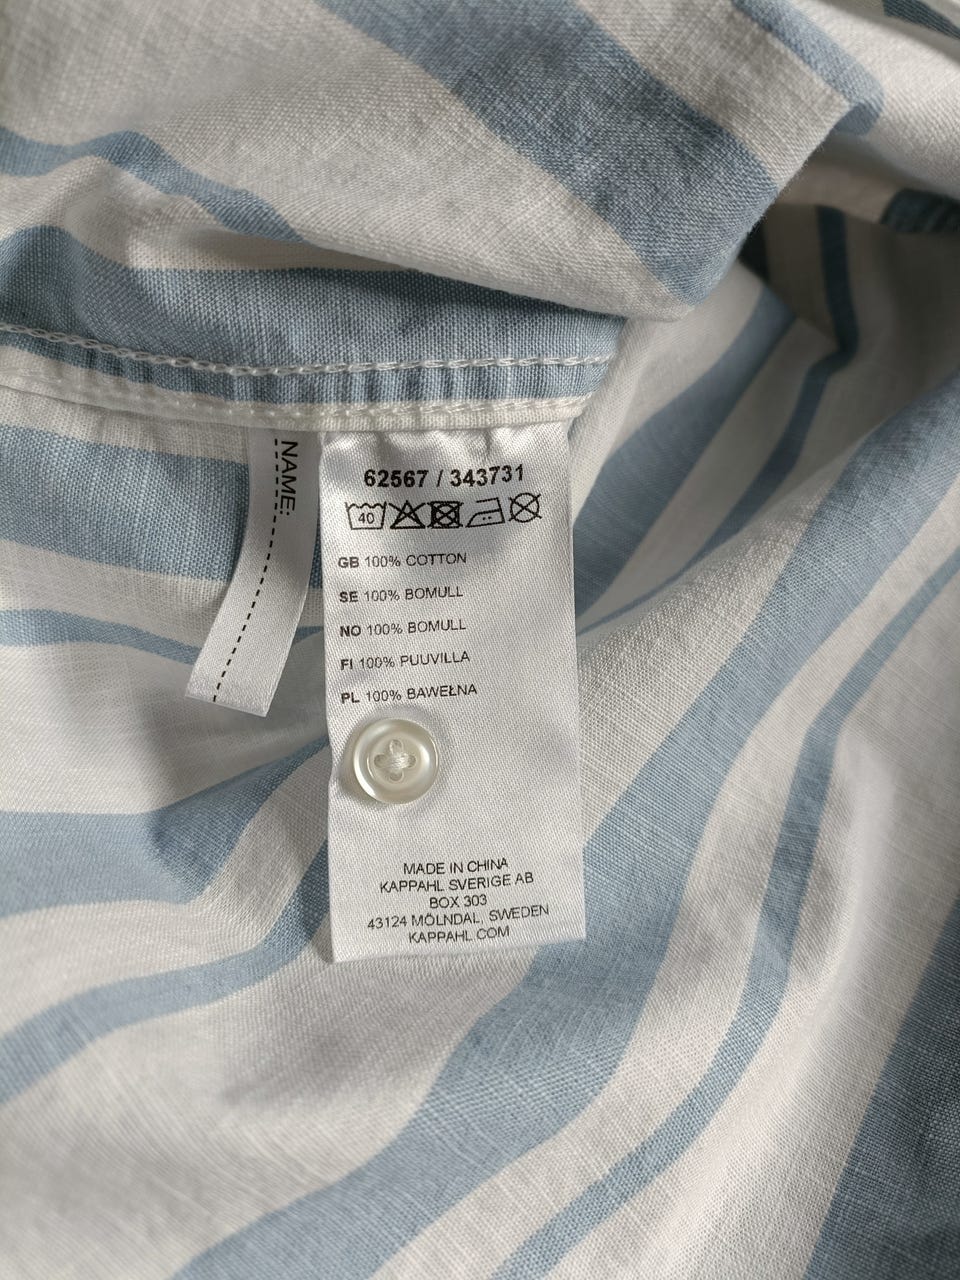 NAME:
62567 / 343731
40
GB 100% COTTON
SE 100% BOMULL
NO 100% BOMULL
FI 100% PUUVILLA
PL 100% BAWEŁNA
MADE IN CHINA
KAPPAHL SVERIGE AB
BOX 303
43124 MÖLNDAL, SWEDEN
KAPPAHL.COM